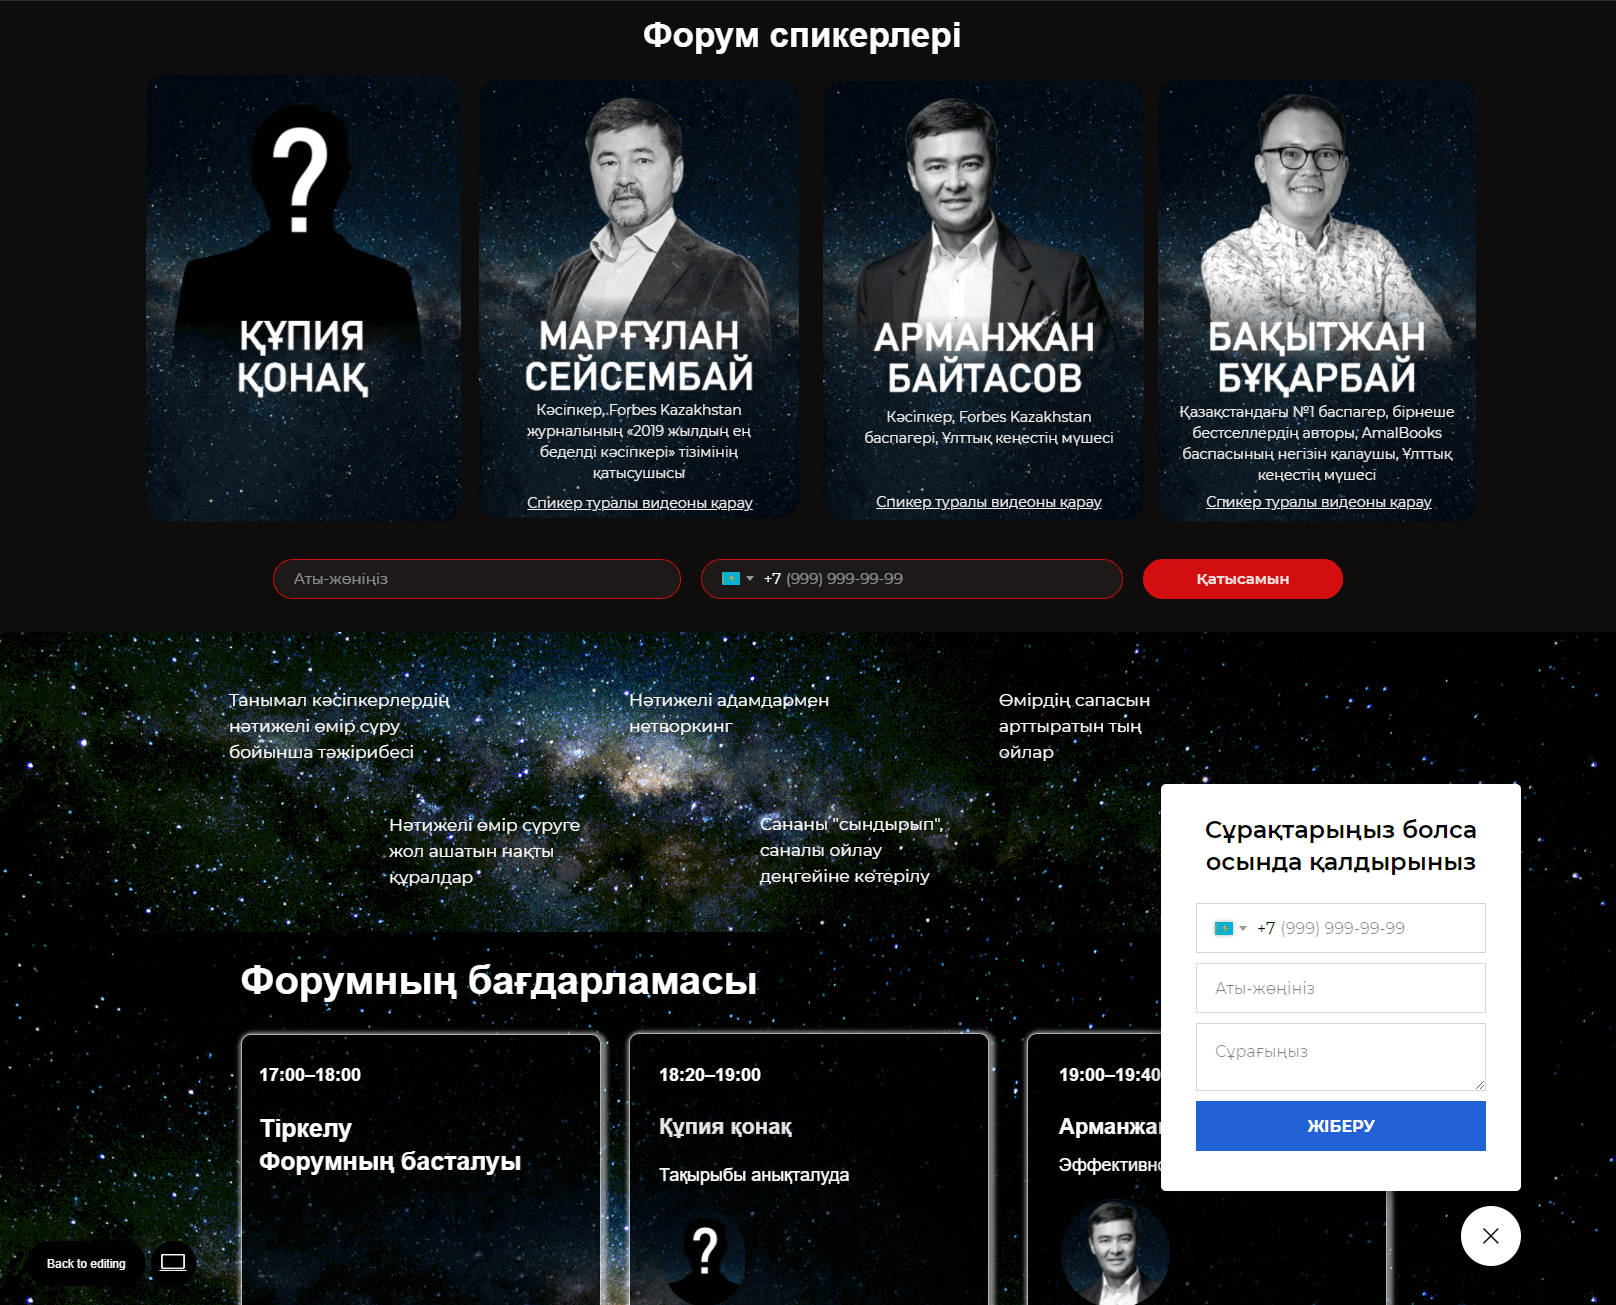 Форум спикерлері
?
ҚҰПИЯ
ҚОНАҚ
МАРҒҰЛАН
СЕЙСЕМБАЙ
Кәсіпкер, Forbes Kazakhstan
журналының «2019 жылдың ең
беделді кәсіпкері» тізімінің
қатысушысы
Спикер туралы видеоны қарау
АРМАНЖАН
БАЙТАСОВ
Кәсіпкер, Forbes Kazakhstan
баспагері, Ұлттық кеңестің мүшесі
Спикер туралы видеоны қарау
БАҚЫТЖАН
БҰҚАРБАЙ
Қазақстандағы №1 баспагер, бірнеше
бестселлердің авторы, AmalBooks
баспасының негізін қалаушы, Ұлттық
кеңестің мүшесі
Спикер туралы видеоны қарау
Аты-жөніңіз
+7 (999) 999-99-99
Қатысамын
Танымал кәсіпкерлердің
нәтижелі өмір сүру
бойынша тәжірибесі
Нәтижелі адамдармен
нетворкинг
Өмірдің сапасын
арттыратын тың
ойлар
Нәтижелі өмір сүруге
жол ашатын нақты
құралдар
Сананы "сындырып",
саналы ойлау
деңгейіне көтерілу
Сұрақтарыңыз болса
осында қалдырыныз
+7 (999) 999-99-99
Аты-жөңініз
Сұрағыңыз
ЖІБЕРУ
Форумның бағдарламасы
17:00–18:00
Тіркелу
Форумның басталуы
18:20–19:00
Құпия қонақ
Тақырыбы анықталуда
?
19:00–19:40
Арманжа
Эффективно
Back to editing